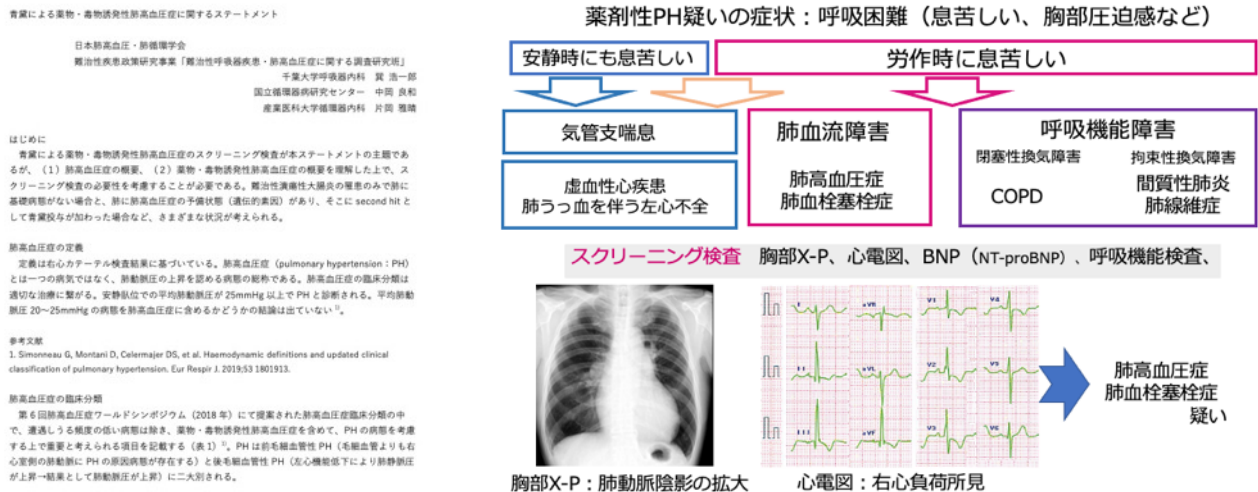 青黛による薬物・毒物誘発性肺高血圧症に関するステートメント
日本肺高血圧・肺循環学会
難治性疾患政策研究事業「難治性呼吸器疾患・肺高血圧症に関する調査研究班」
千葉大学呼吸器内科 巽 浩一郎
国立循環器病研究センター 中岡 良和
産業医科大学循環器内科 片岡 雅晴
はじめに
青黛による薬物・毒物誘発性肺高血圧症のスクリーニング検査が本ステートメントの主題であ
るが、（1）肺高血圧症の概要、（2）薬物・毒物誘発性肺高血圧症の概要を理解した上で、ス
クリーニング検査の必要性を考慮することが必要である。難治性潰瘍性大腸炎の罹患のみで肺に
基礎病態がない場合と、肺に肺高血圧症の予備状態（遺伝的素因）があり、そこに second hit と
して青黛投与が加わった場合など、さまざまな状況が考えられる。
肺高血圧症の定義
定義は右心カテーテル検査結果に基づいている。肺高血圧症（pulmonary hypertension：PH）
とは一つの病気ではなく、肺動脈圧の上昇を認める病態の総称である。肺高血圧症の臨床分類は
適切な治療に繋がる。安静臥位での平均肺動脈圧が 25mmHg 以上で PH と診断される。平均肺動
脈圧 20～25mmHg の病態を肺高血圧症に含めるかどうかの結論は出ていない 1)。
参考文献
1. Simonneau G, Montani D, Celermajer DS, et al. Haemodynamic definitions and updated clinical
classification of pulmonary hypertension. Eur Respir J. 2019;53 1801913.
肺高血圧症の臨床分類
第 6 回肺高血圧症ワールドシンポジウム（2018 年）にて提案された肺高血圧症臨床分類の中
で、遭遇しうる頻度の低い病態は除き、薬物・毒物誘発性肺高血圧症を含めて、PH の病態を考慮
する上で重要と考えられる項目を記載する（表 1）1)。PH は前毛細血管性 PH（毛細血管よりも右
心室側の肺動脈に PH の原因病態が存在する）と後毛細血管性 PH（左心機能低下により肺静脈圧
が上昇→結果として肺動脈圧が上昇）に二大別される。
薬剤性PH疑いの症状：呼吸困難（息苦しい、胸部圧迫感など）
安静時にも息苦しい
労作時に息苦しい
気管支喘息
虚血性心疾患
肺うっ血を伴う左心不全
肺血流障害
肺高血圧症
肺血栓塞栓症
呼吸機能障害
閉塞性換気障害 拘束性換気障害
COPD
間質性肺炎
肺線維症
スクリーニング検査 胸部X-P、心電図、BNP（NT-proBNP）、呼吸機能検査、
I aVR V1 V4
II aVL V2 V5
III aVF V3 V6
肺高血圧症
肺血栓塞栓症
疑い
胸部X-P：肺動脈陰影の拡大
心電図：右心負荷所見